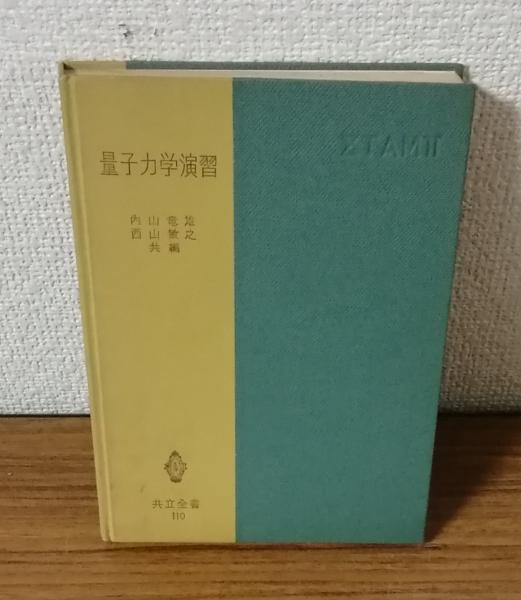 量子力学演習
内山竜雄
西山敏之
共編
共立全書
110